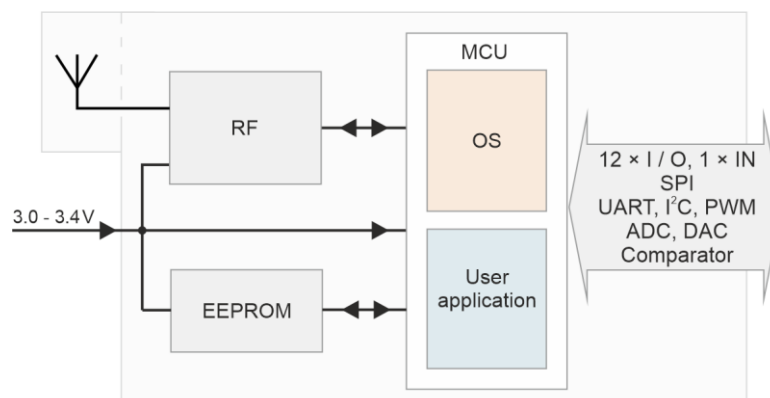 MCU
RF
OS
12 × I / O, 1 × IN
SPI
UART, I²C, PWM
ADC, DAC
Comparator
3.0 - 3.4 V
User
application
EEPROM